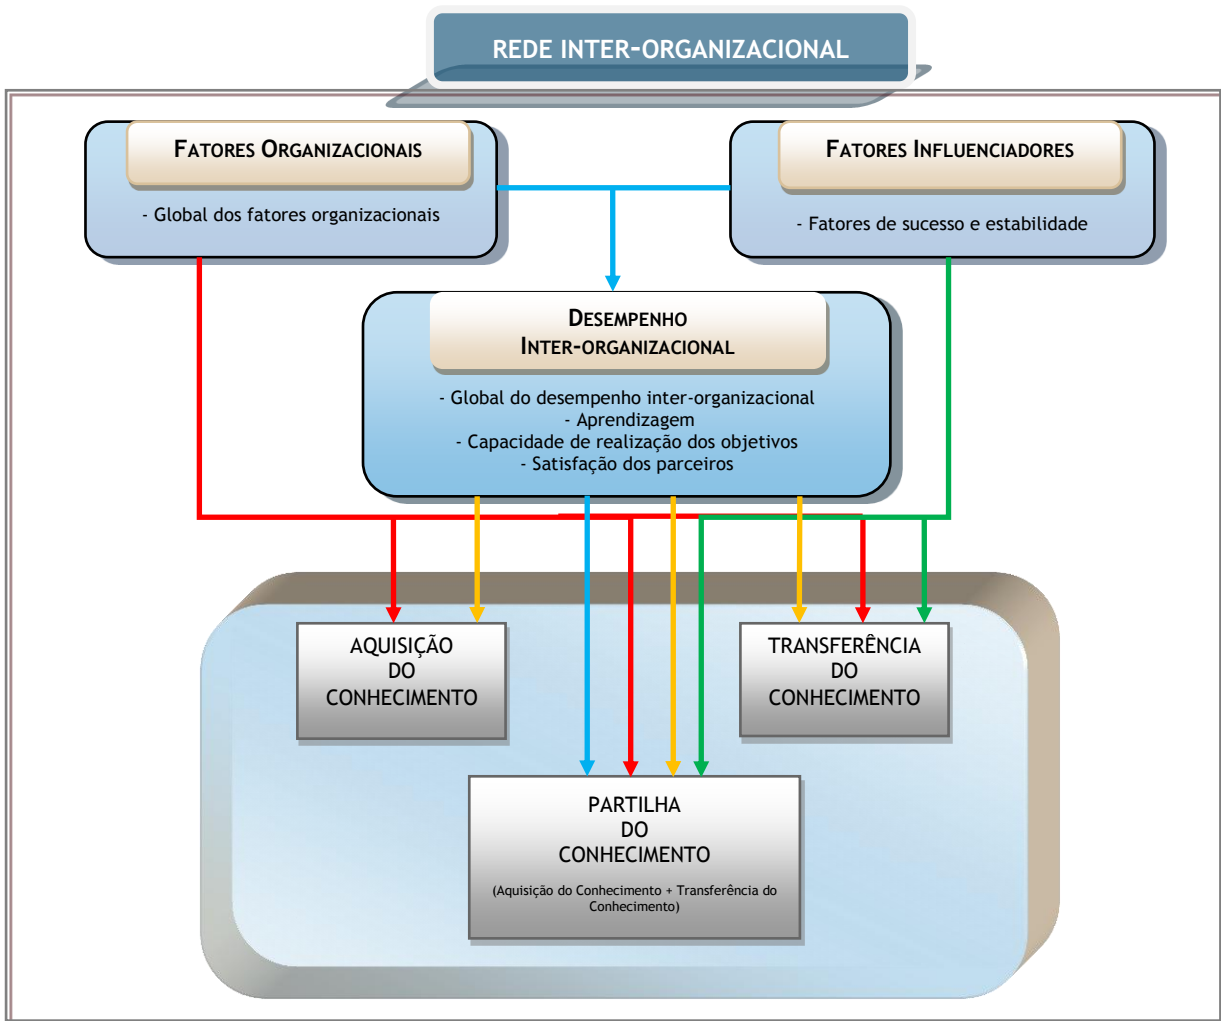 REDE INTER-ORGANIZACIONAL
FATORES ORGANIZACIONAIS
- Global dos fatores organizacionais
FATORES INFLUENCIADORES
- Fatores de sucesso e estabilidade
DESEMPENHO
INTER-ORGANIZACIONAL
- Global do desempenho inter-organizacional
- Aprendizagem
- Capacidade de realização dos objetivos
- Satisfação dos parceiros
AQUISIÇÃO
DO
CONHECIMENTO
TRANSFERÊNCIA
DO
CONHECIMENTO
PARTILHA
DO
CONHECIMENTO
(Aquisição do Conhecimento + Transferência do
Conhecimento)